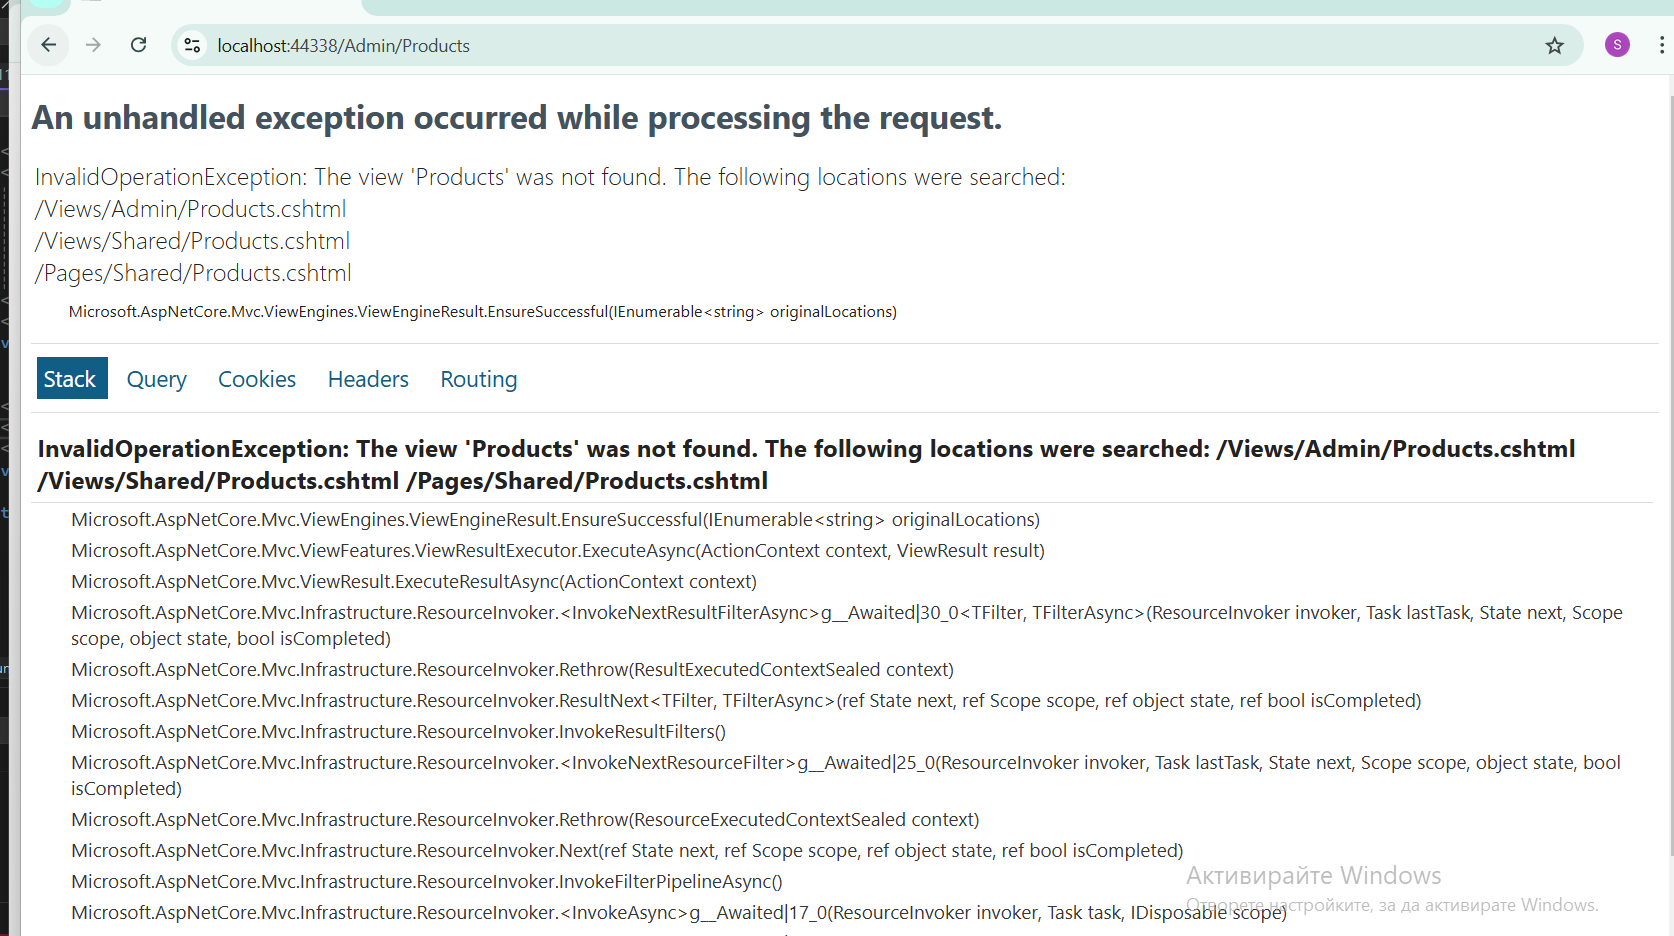 localhost:44338/Admin/Products
S
An unhandled exception occurred while processing the request.
InvalidOperationException: The view 'Products' was not found. The following locations were searched:
/Views/Admin/Products.cshtml
/Views/Shared/Products.cshtml
/Pages/Shared/Products.cshtml
Microsoft.AspNetCore.Mvc.ViewEngines.ViewEngineResult.EnsureSuccessful(IEnumerable<string> originalLocations)
Stack Query Cookies Headers Routing
InvalidOperationException: The view 'Products' was not found. The following locations were searched: /Views/Admin/Products.cshtml
/Views/Shared/Products.cshtml /Pages/Shared/Products.cshtml
Microsoft.AspNetCore.Mvc.ViewEngines.ViewEngineResult.EnsureSuccessful(IEnumerable<string> originalLocations)
Microsoft.AspNetCore.Mvc.ViewFeatures.ViewResultExecutor.ExecuteAsync(ActionContext context, ViewResult result)
Microsoft.AspNetCore.Mvc.ViewResult.ExecuteResultAsync(ActionContext context)
Microsoft.AspNetCore.Mvc.Infrastructure.ResourceInvoker.<InvokeNextResultFilterAsync>g__Awaited|30_0<TFilter, TFilterAsync>(ResourceInvoker invoker, Task lastTask, State next, Scope
scope, object state, bool isCompleted)
Microsoft.AspNetCore.Mvc.Infrastructure.ResourceInvoker.Rethrow(ResultExecutedContextSealed context)
Microsoft.AspNetCore.Mvc.Infrastructure.ResourceInvoker.ResultNext<TFilter, TFilterAsync>(ref State next, ref Scope scope, ref object state, ref bool isCompleted)
Microsoft.AspNetCore.Mvc.Infrastructure.ResourceInvoker.InvokeResultFilters()
Microsoft.AspNetCore.Mvc.Infrastructure.ResourceInvoker.<InvokeNextResourceFilter>g__Awaited|25_0(ResourceInvoker invoker, Task lastTask, State next, Scope scope, object state, bool
isCompleted)
Microsoft.AspNetCore.Mvc.Infrastructure.ResourceInvoker.Rethrow(ResourceExecutedContextSealed context)
Microsoft.AspNetCore.Mvc.Infrastructure.ResourceInvoker.Next(ref State next, ref Scope scope, ref object state, ref bool isCompleted)
Microsoft.AspNetCore.Mvc.Infrastructure.ResourceInvoker.InvokeFilterPipelineAsync()
Microsoft.AspNetCore.Mvc.Infrastructure.ResourceInvoker.<InvokeAsync>g__Awaited|17_0(ResourceInvoker invoker, Task task, IDisposable scope)
Активирайте Windows
Отворете настройките, за да активирате Windows.